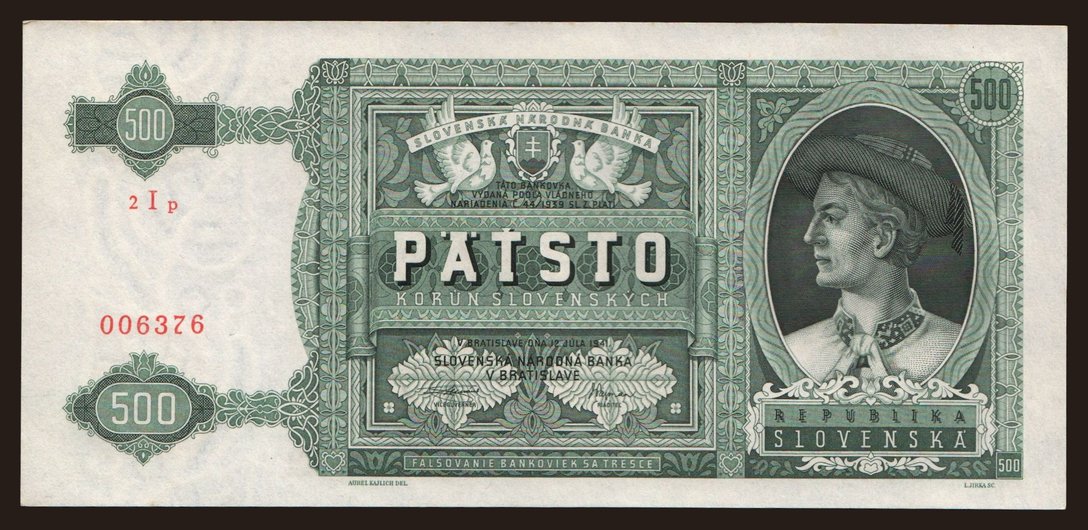 500
2 I p
006376
500
SLOVENSKÁ NÁRODNÁ BANKA
TÁTO BANKOVKA
VYDANÁ PODĽA VLÁDNEHO
NARIADENIA Č. 44/1939 SL. Z. PLATÍ
PÄŤSTO
KORÚN SLOVENSKÝCH
V BRATISLAVE DŇA 12. JÚLA 1941
SLOVENSKÁ NÁRODNÁ BANKA
V BRATISLAVE
FALŠOVANIE BANKOVIEK SA TRESCE
500
REPUBLIKA
SLOVENSKÁ
500
AUREL KAJLICH DEL.
L. JIRKA SC.